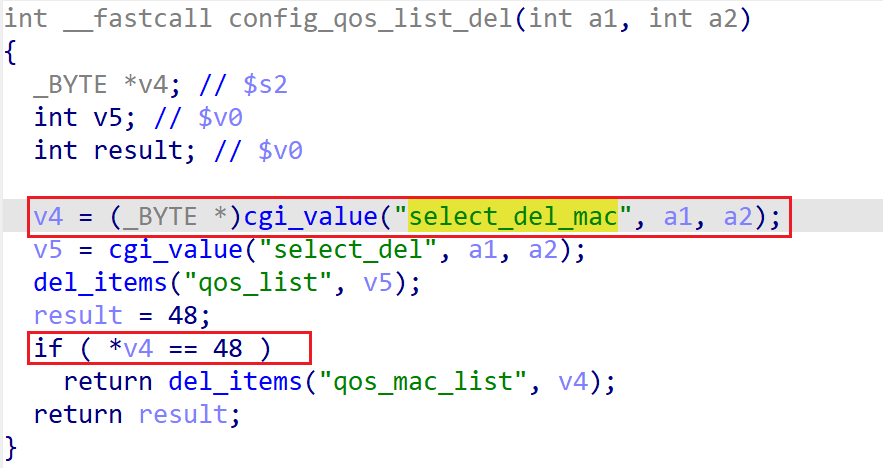 int __fastcall config_qos_list_del(int a1, int a2)
{
  _BYTE *v4; // $s2
  int v5; // $v0
  int result; // $v0

  v4 = (_BYTE *)cgi_value("select_del_mac", a1, a2);
  v5 = cgi_value("select_del", a1, a2);
  del_items("qos_list", v5);
  result = 48;
  if ( *v4 == 48 )
    return del_items("qos_mac_list", v4);
  return result;
}